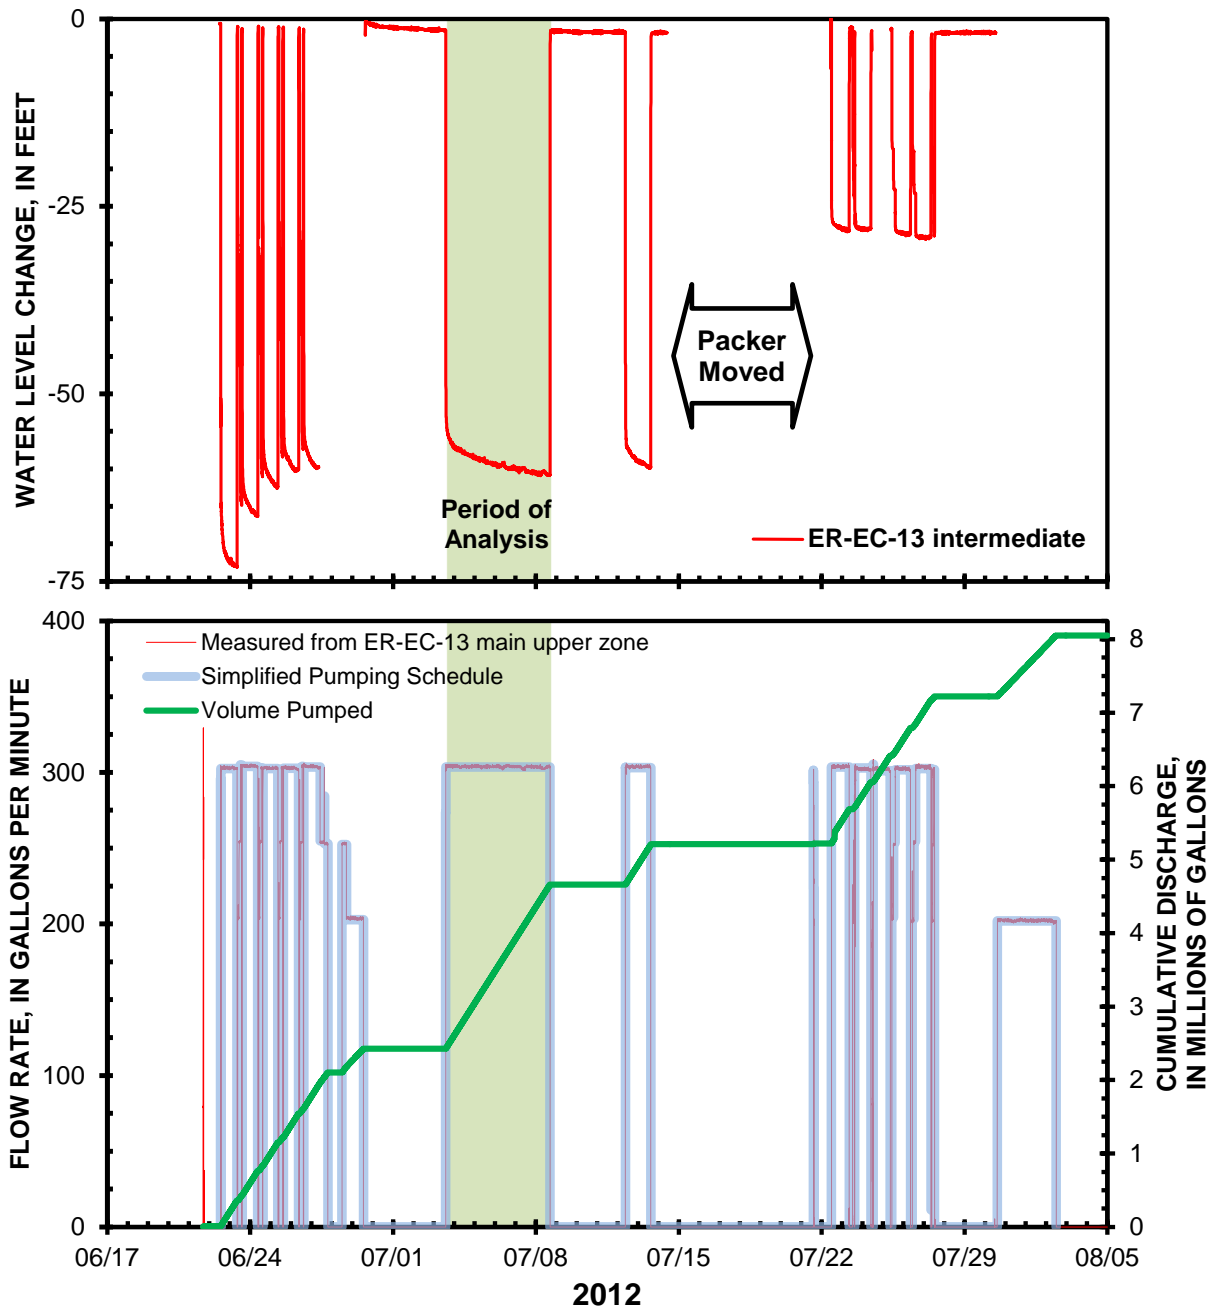 0
-25
-50
-75
WATER LEVEL CHANGE, IN FEET
Packer
Moved
Period of
Analysis
ER-EC-13 intermediate
400
300
200
100
0
FLOW RATE, IN GALLONS PER MINUTE
Measured from ER-EC-13 main upper zone
Simplified Pumping Schedule
Volume Pumped
8
7
6
5
4
3
2
1
0
CUMULATIVE DISCHARGE,
IN MILLIONS OF GALLONS
06/17 06/24 07/01 07/08 07/15 07/22 07/29 08/05
2012